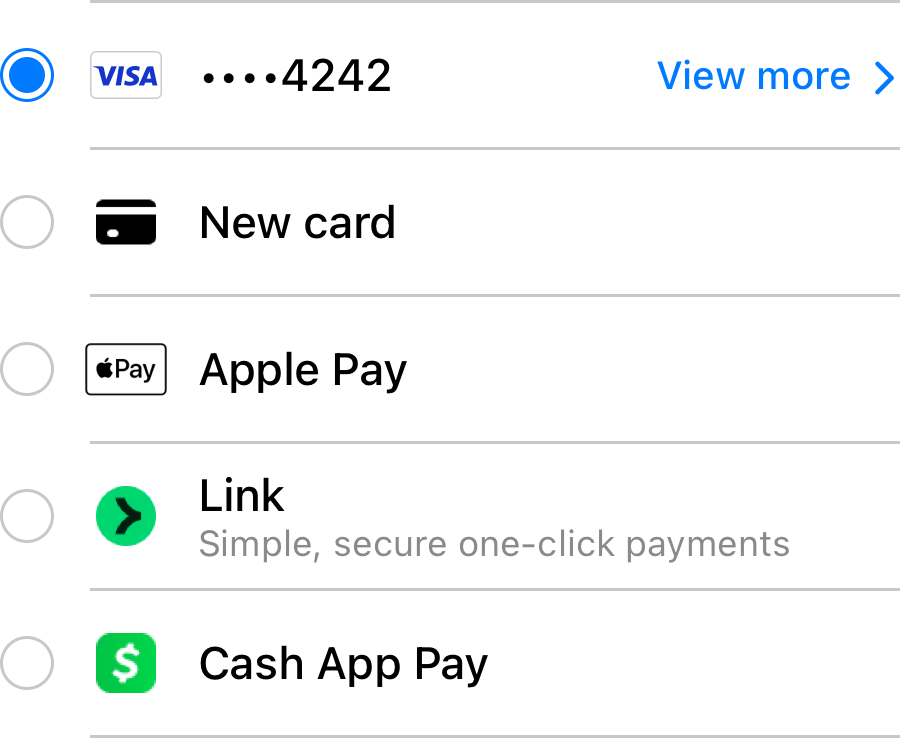 VISA ••••4242 View more
New card
Pay Apple Pay
Link
Simple, secure one-click payments
$ Cash App Pay